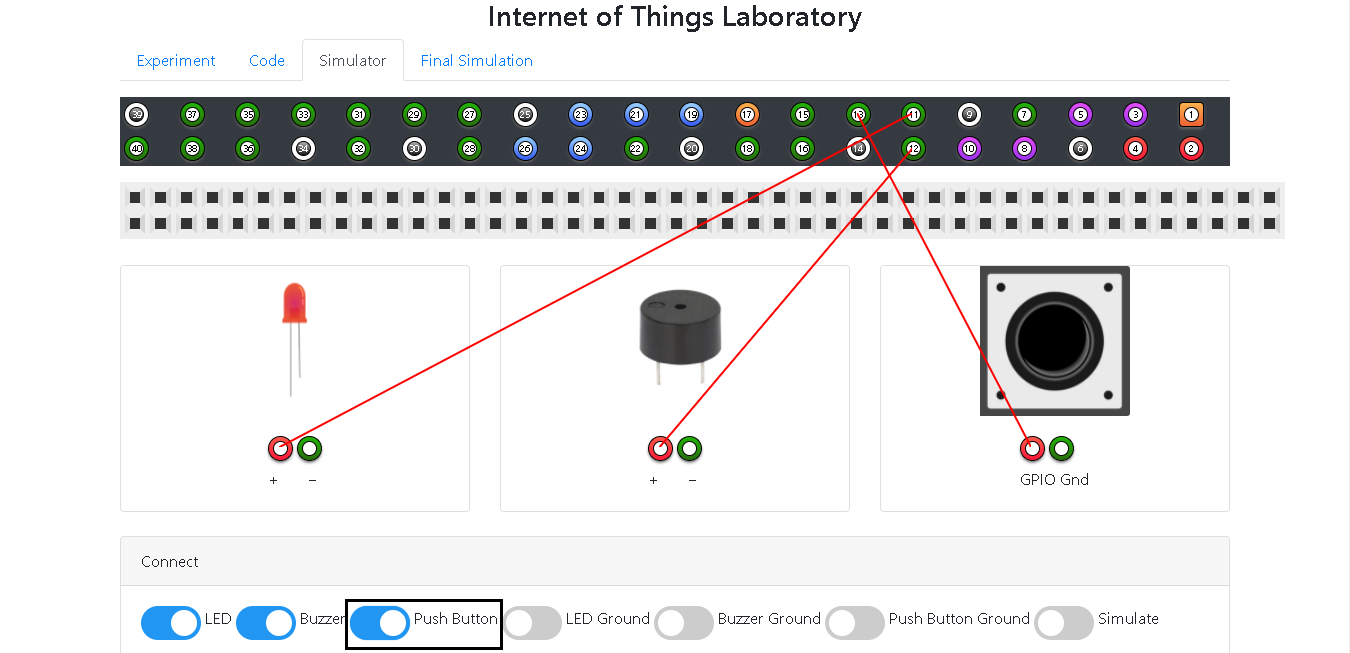 Internet of Things Laboratory
Experiment Code Simulator Final Simulation
39 37 35 33 31 29 27 25 23 21 19 17 15 13 11 9 7 5 3 1
40 38 36 34 32 30 28 26 24 22 20 18 16 14 12 10 8 6 4 2
+ − + − GPIO Gnd
Connect
LED Buzzer Push Button LED Ground Buzzer Ground Push Button Ground Simulate